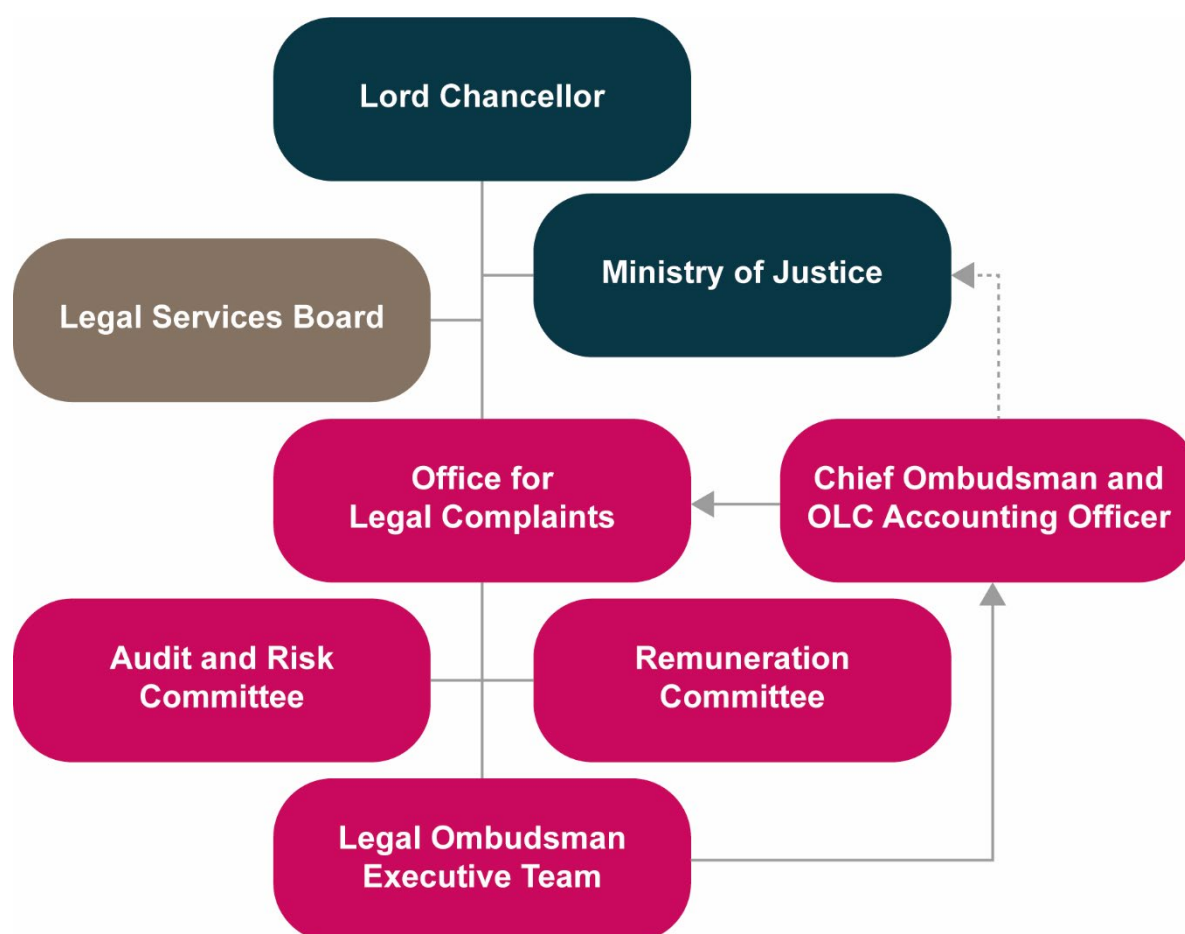 Lord Chancellor
Ministry of Justice
Legal Services Board
Office for
Legal Complaints
Chief Ombudsman and
OLC Accounting Officer
Audit and Risk
Committee
Remuneration
Committee
Legal Ombudsman
Executive Team